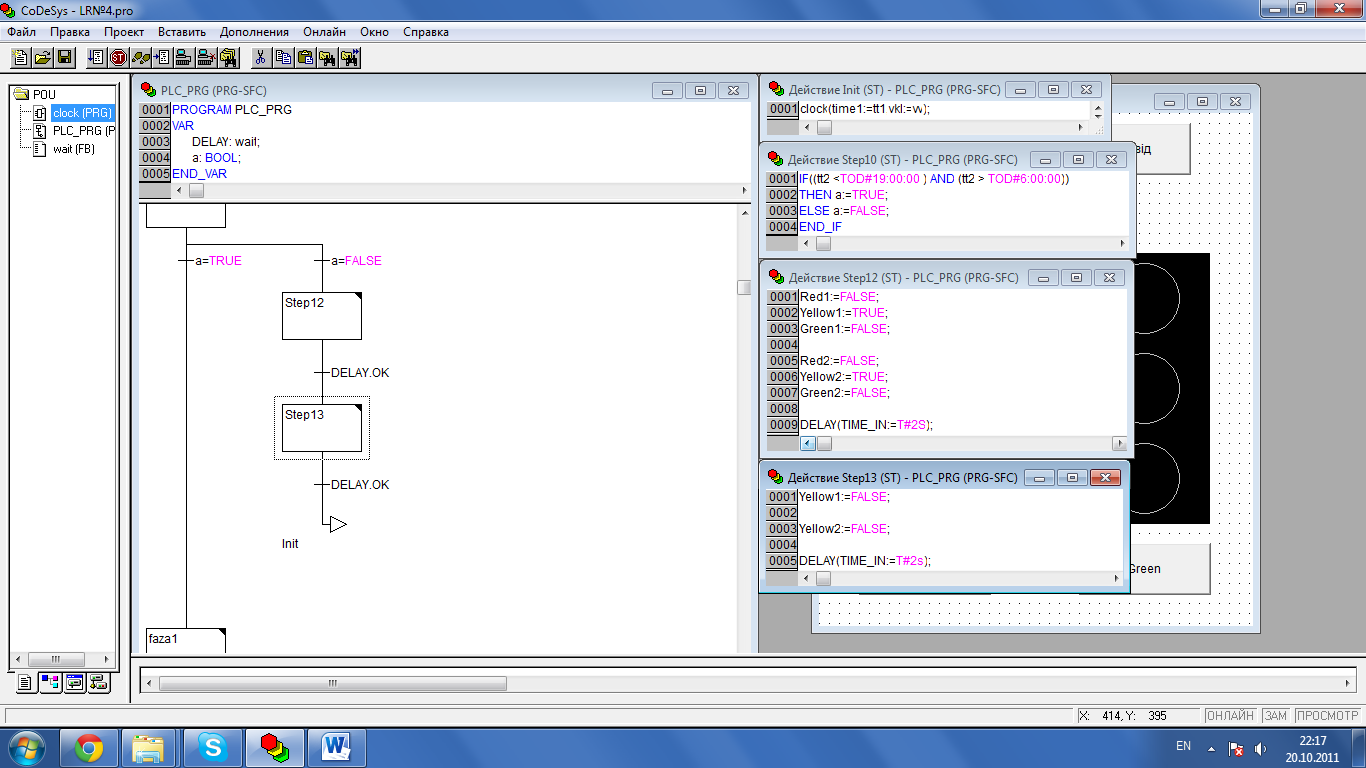 CoDeSys - LRNº4.pro
Файл Правка Проект Вставить Дополнения Онлайн Окно Справка
POU
clock (PRG)
PLC_PRG (P
wait (FB)
PLC_PRG (PRG-SFC)
0001 PROGRAM PLC_PRG
0002 VAR
0003 DELAY: wait;
0004 a: BOOL;
0005 END_VAR
a=TRUE
a=FALSE
Step12
DELAY.OK
Step13
DELAY.OK
Init
faza1
Действие Init (ST) - PLC_PRG (PRG-SFC)
0001 clock(time1:=tt1 vkl:=vv);
Действие Step10 (ST) - PLC_PRG (PRG-SFC)
0001 IF((tt2 <TOD#19:00:00 ) AND (tt2 > TOD#6:00:00))
0002 THEN a:=TRUE;
0003 ELSE a:=FALSE;
0004 END_IF
Действие Step12 (ST) - PLC_PRG (PRG-SFC)
0001 Red1:=FALSE;
0002 Yellow1:=TRUE;
0003 Green1:=FALSE;
0004
0005 Red2:=FALSE;
0006 Yellow2:=TRUE;
0007 Green2:=FALSE;
0008
0009 DELAY(TIME_IN:=T#2S);
Действие Step13 (ST) - PLC_PRG (PRG-SFC)
0001 Yellow1:=FALSE;
0002
0003 Yellow2:=FALSE;
0004
0005 DELAY(TIME_IN:=T#2s);
від
Green
X: 414, Y: 395
ОНЛАЙН ЗАМ ПРОСМОТР
EN
22:17
20.10.2011